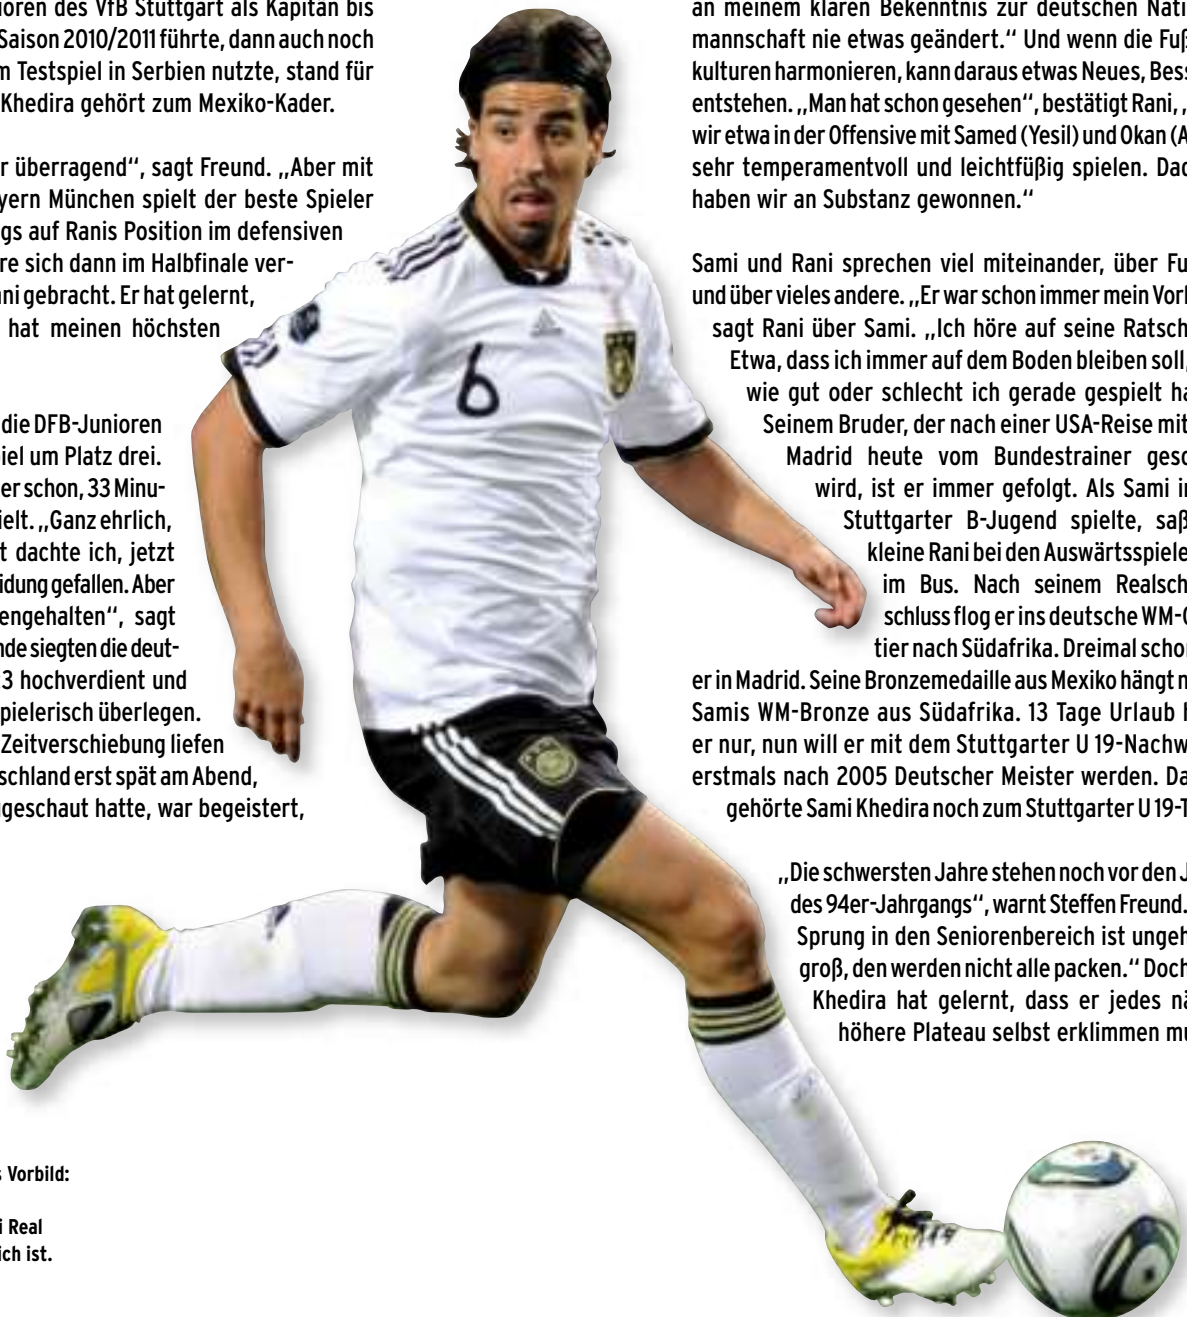 ioren des VfB Stuttgart als Kapitän bis
Saison 2010/2011 führte, dann auch noch
m Testspiel in Serbien nutzte, stand für
Khedira gehört zum Mexiko-Kader.
r überragend“, sagt Freund. „Aber mit
yern München spielt der beste Spieler
gs auf Ranis Position im defensiven
re sich dann im Halbfinale ver-
ani gebracht. Er hat gelernt,
hat meinen höchsten
die DFB-Junioren
iel um Platz drei.
er schon, 33 Minu-
ielt. „Ganz ehrlich,
t dachte ich, jetzt
idung gefallen. Aber
engehalten“, sagt
nde siegten die deut-
:3 hochverdient und
pielerisch überlegen.
Zeitverschiebung liefen
schland erst spät am Abend,
geschaut hatte, war begeistert,
s Vorbild:
i Real
ich ist.
6
an meinem klaren Bekenntnis zur deutschen Nati
mannschaft nie etwas geändert.“ Und wenn die Fuß
kulturen harmonieren, kann daraus etwas Neues, Bess
entstehen. „Man hat schon gesehen“, bestätigt Rani, „
wir etwa in der Offensive mit Samed (Yesil) und Okan (A
sehr temperamentvoll und leichtfüßig spielen. Dad
haben wir an Substanz gewonnen.“
Sami und Rani sprechen viel miteinander, über Fu
und über vieles andere. „Er war schon immer mein Vorl
sagt Rani über Sami. „Ich höre auf seine Ratsch
Etwa, dass ich immer auf dem Boden bleiben soll,
wie gut oder schlecht ich gerade gespielt ha
Seinem Bruder, der nach einer USA-Reise mit
Madrid heute vom Bundestrainer gesc
wird, ist er immer gefolgt. Als Sami in
Stuttgarter B-Jugend spielte, saß
kleine Rani bei den Auswärtsspiele
im Bus. Nach seinem Realsch
schluss flog er ins deutsche WM-Q
tier nach Südafrika. Dreimal schon
er in Madrid. Seine Bronzemedaille aus Mexiko hängt n
Samis WM-Bronze aus Südafrika. 13 Tage Urlaub h
er nur, nun will er mit dem Stuttgarter U 19-Nachw
erstmals nach 2005 Deutscher Meister werden. Da
gehörte Sami Khedira noch zum Stuttgarter U 19-T
„Die schwersten Jahre stehen noch vor den J
des 94er-Jahrgangs“, warnt Steffen Freund.
Sprung in den Seniorenbereich ist ungeh
groß, den werden nicht alle packen.“ Doch
Khedira hat gelernt, dass er jedes nä
höhere Plateau selbst erklimmen mu